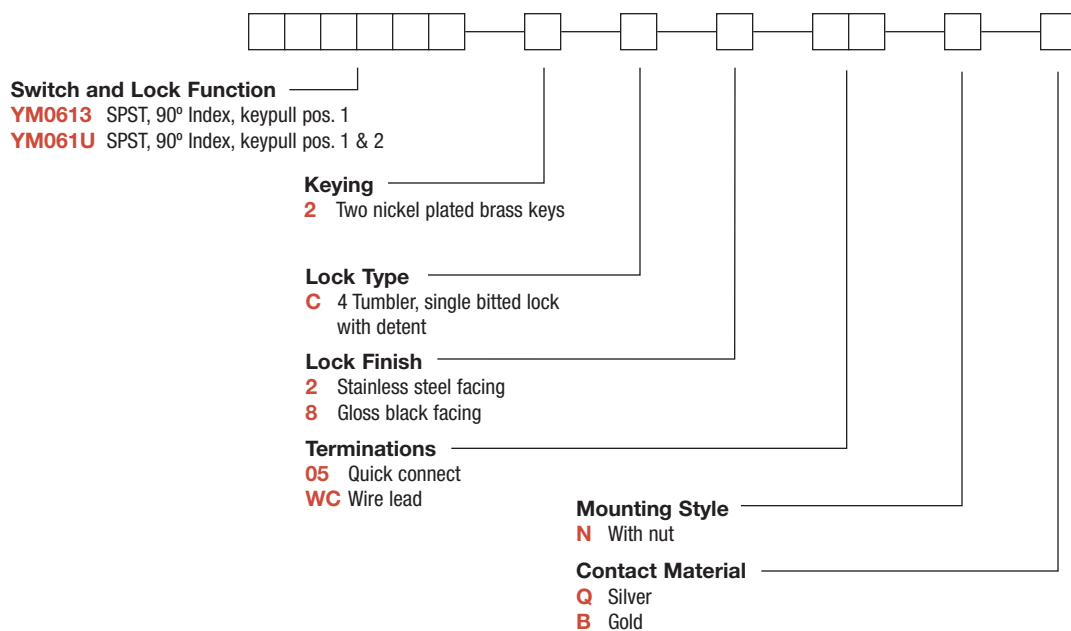 Switch and Lock Function
YM0613 SPST, 90º Index, keypull pos. 1
YM061U SPST, 90º Index, keypull pos. 1 & 2
Keying
2 Two nickel plated brass keys
Lock Type
C 4 Tumbler, single bitted lock
with detent
Lock Finish
2 Stainless steel facing
8 Gloss black facing
Terminations
05 Quick connect
WC Wire lead
Mounting Style
N With nut
Contact Material
Q Silver
B Gold